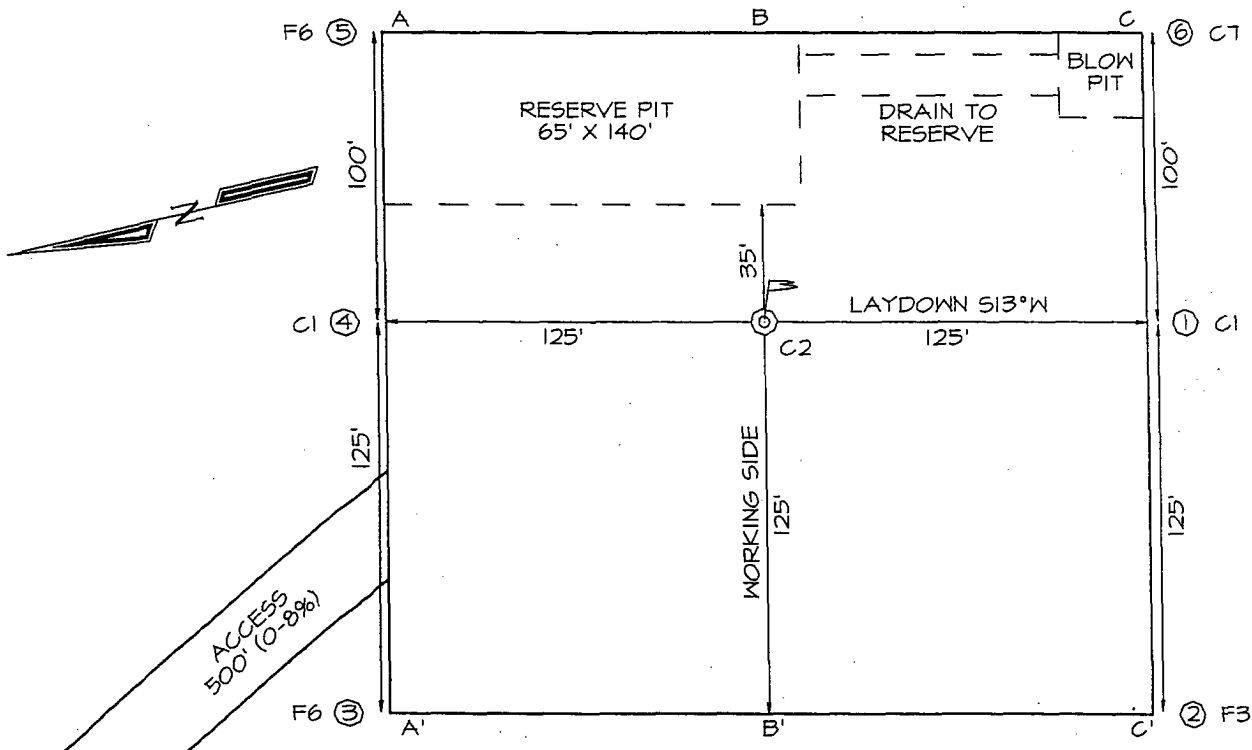 A B C
F6 ⑤ ⑥ C7
BLOW
PIT
RESERVE PIT
65' X 140'
DRAIN TO
RESERVE
100'
100'
N
35'
LAYDOWN S13°W
C1 ④ ① C1
125'
125'
C2
125'
WORKING SIDE
125'
125'
ACCESS
500' (0-8%)
F6 ③ ② F3
A' B' C'